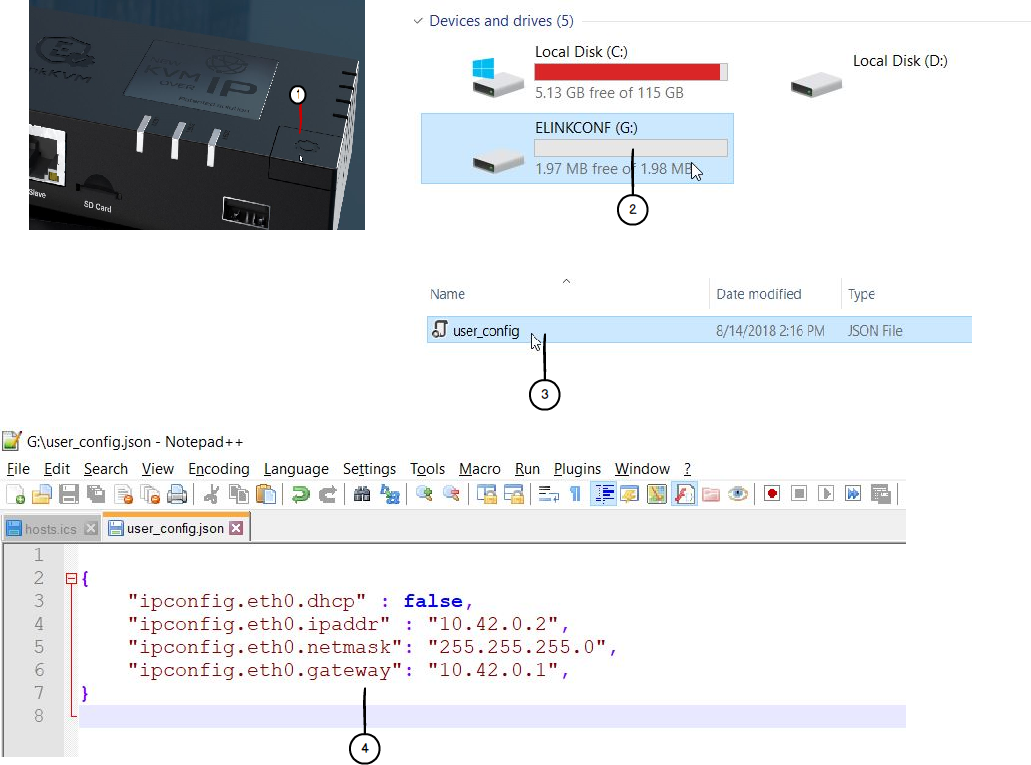 nkKVM
KVM
OVER IP
1
Slave
SD Card
Devices and drives (5)
Local Disk (C:)
5.13 GB free of 115 GB
Local Disk (D:)
ELINKCONF (G:)
1.97 MB free of 1.98 MB
2
Name
Date modified
Type
user_config
8/14/2018 2:16 PM
JSON File
3
G:\user_config.json - Notepad++
File Edit Search View Encoding Language Settings Tools Macro Run Plugins Window ?
hosts.ics
user_config.json
1
2 {
3 "ipconfig.eth0.dhcp" : false,
4 "ipconfig.eth0.ipaddr" : "10.42.0.2",
5 "ipconfig.eth0.netmask": "255.255.255.0",
6 "ipconfig.eth0.gateway": "10.42.0.1",
7 }
8
4